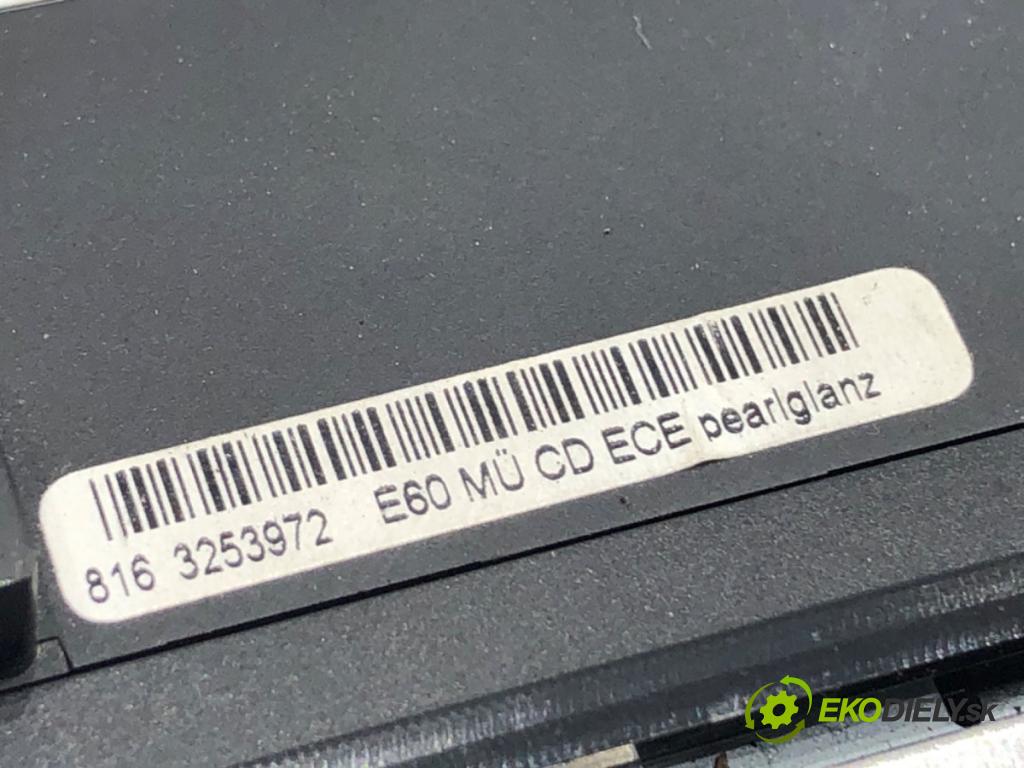 816 3253972 E60 MÜ CD ECE pearlglanz
EKODIELY.sk